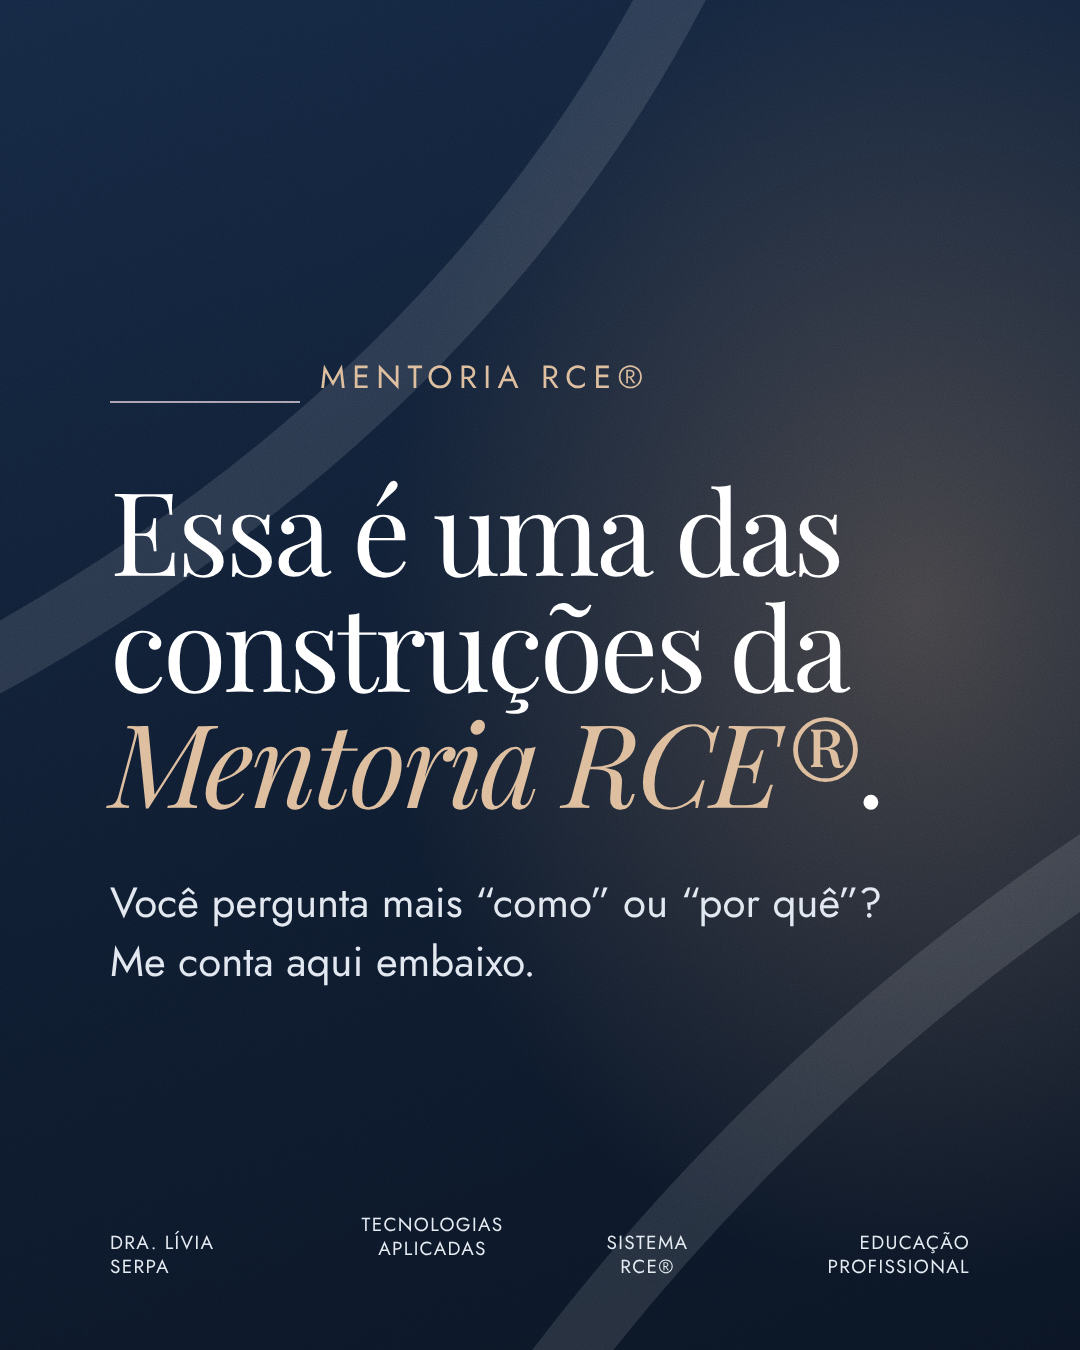 MENTORIA RCE®
Essa é uma das
construções da
Mentoria RCE®.
Você pergunta mais “como” ou “por quê”?
Me conta aqui embaixo.
DRA. LÍVIA
SERPA
TECNOLOGIAS
APLICADAS
SISTEMA
RCE®
EDUCAÇÃO
PROFISSIONAL